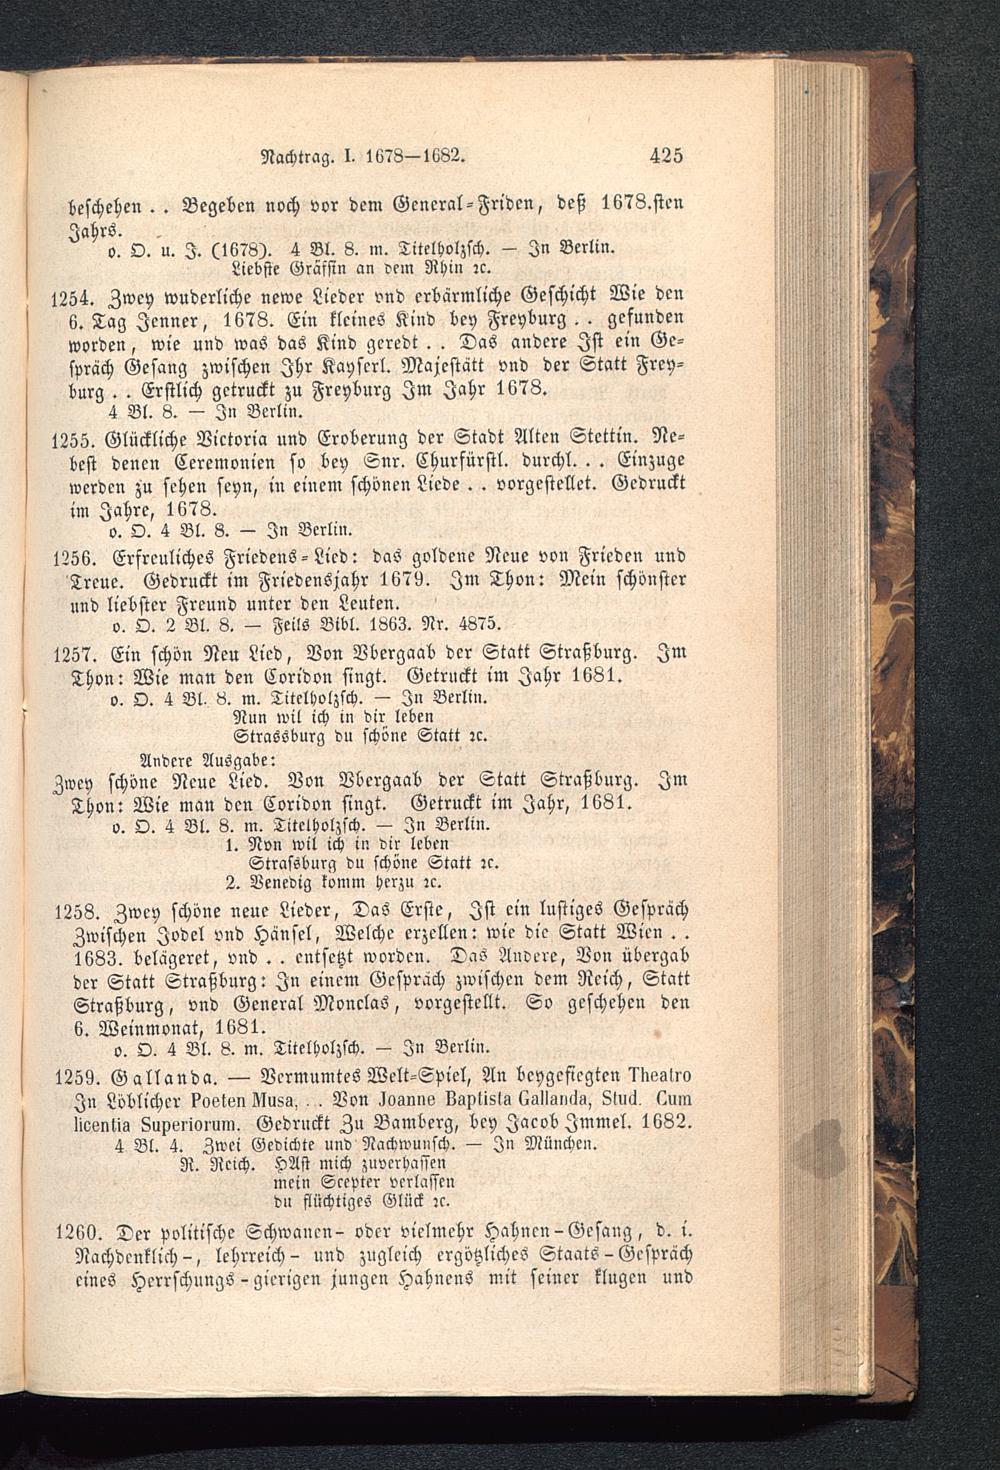 Nachtrag. I. 1678—1682. 425
beschehen . . Begeben noch vor dem General-Friden, deß 1678.sten
Jahrs.
o. O. u. J. (1678). 4 Bl. 8. m. Titelholzsch. — In Berlin.
Liebste Gräffin an dem Rhin ꝛc.
1254. Zwey wuderliche newe Lieder vnd erbärmliche Geschicht Wie den
6. Tag Jenner, 1678. Ein kleines Kind bey Freyburg . . gefunden
worden, wie und was das Kind geredt . . Das andere Ist ein Ge-
spräch Gesang zwischen Ihr Kayserl. Majestätt vnd der Statt Frey-
burg . . Erstlich getruckt zu Freyburg Im Jahr 1678.
4 Bl. 8. — In Berlin.
1255. Glückliche Victoria und Eroberung der Stadt Alten Stettin. Ne-
best denen Ceremonien so bey Snr. Churfürstl. durchl. . . Einzuge
werden zu sehen seyn, in einem schönen Liede . . vorgestellet. Gedruckt
im Jahre, 1678.
o. O. 4 Bl. 8. — In Berlin.
1256. Erfreuliches Friedens-Lied: das goldene Neue von Frieden und
Treue. Gedruckt im Friedensjahr 1679. Im Thon: Mein schönster
und liebster Freund unter den Leuten.
o. O. 2 Bl. 8. — Feils Bibl. 1863. Nr. 4875.
1257. Ein schön Neu Lied, Von Vbergaab der Statt Straßburg. Im
Thon: Wie man den Coridon singt. Getruckt im Jahr 1681.
o. O. 4 Bl. 8. m. Titelholzsch. — In Berlin.
Nun wil ich in dir leben
Strassburg du schöne Statt ꝛc.
Andere Ausgabe:
Zwey schöne Neue Lied. Von Vbergaab der Statt Straßburg. Im
Thon: Wie man den Coridon singt. Getruckt im Jahr, 1681.
o. O. 4 Bl. 8. m. Titelholzsch. — In Berlin.
1. Nvn wil ich in dir leben
Strassburg du schöne Statt ꝛc.
2. Venedig komm herzu ꝛc.
1258. Zwey schöne neue Lieder, Das Erste, Ist ein lustiges Gespräch
Zwischen Jodel vnd Hänsel, Welche erzellen: wie die Statt Wien . .
1683. belägeret, vnd . . entsetzt worden. Das Andere, Von übergab
der Statt Straßburg: In einem Gespräch zwischen dem Reich, Statt
Straßburg, vnd General Monclas, vorgestellt. So geschehen den
6. Weinmonat, 1681.
o. O. 4 Bl. 8. m. Titelholzsch. — In Berlin.
1259. Gallanda. — Vermumtes Welt-Spiel, An beygefiegten Theatro
In Löblicher Poeten Musa, . . Von Joanne Baptista Gallanda, Stud. Cum
licentia Superiorum. Gedruckt Zu Bamberg, bey Jacob Immel. 1682.
4 Bl. 4. Zwei Gedichte und Nachwunsch. — In München.
R. Reich. HAst mich zuverhassen
mein Scepter verlassen
du flüchtiges Glück ꝛc.
1260. Der politische Schwanen- oder vielmehr Hahnen-Gesang, d. i.
Nachdenklich-, lehrreich- und zugleich ergötzliches Staats-Gespräch
eines Herrschungs-gierigen jungen Hahnens mit seiner klugen und